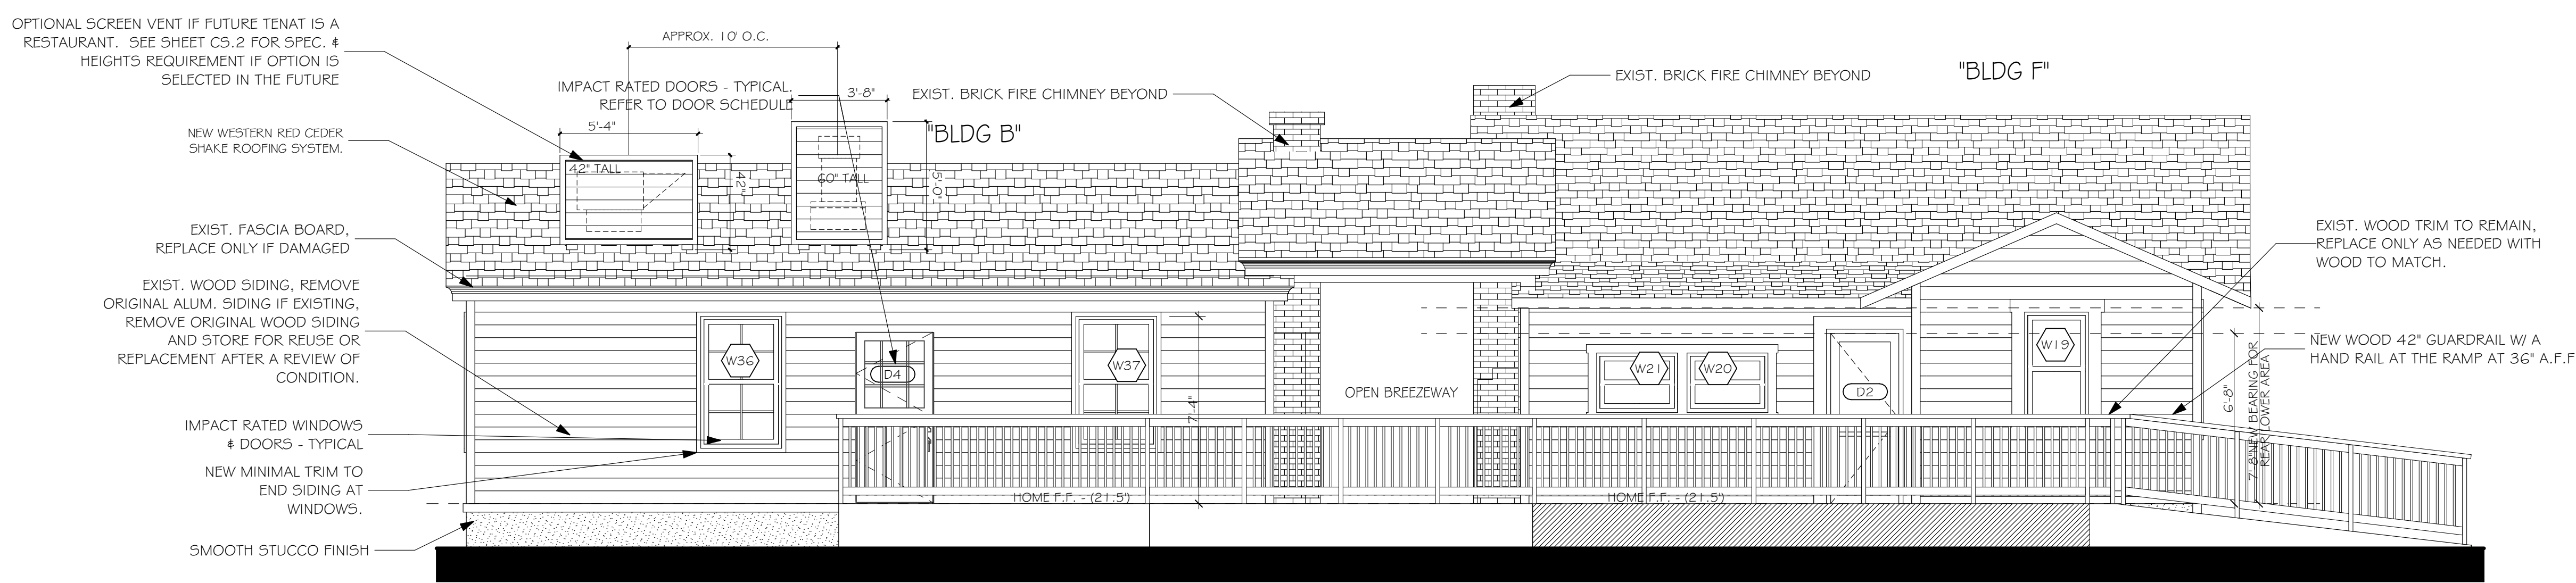 OPTIONAL SCREEN VENT IF FUTURE TENAT IS A
RESTAURANT. SEE SHEET CS.2 FOR SPEC. &
HEIGHTS REQUIREMENT IF OPTION IS
SELECTED IN THE FUTURE
APPROX. 10' O.C.
IMPACT RATED DOORS - TYPICAL.
REFER TO DOOR SCHEDULE
3'-8"
5'-4"
EXIST. BRICK FIRE CHIMNEY BEYOND
"BLDG B"
EXIST. BRICK FIRE CHIMNEY BEYOND
"BLDG F"
NEW WESTERN RED CEDER
SHAKE ROOFING SYSTEM.
42" TALL
42"
60" TALL
5'-0"
EXIST. FASCIA BOARD,
REPLACE ONLY IF DAMAGED
EXIST. WOOD SIDING, REMOVE
ORIGINAL ALUM. SIDING IF EXISTING,
REMOVE ORIGINAL WOOD SIDING
AND STORE FOR REUSE OR
REPLACEMENT AFTER A REVIEW OF
CONDITION.
IMPACT RATED WINDOWS
& DOORS - TYPICAL
NEW MINIMAL TRIM TO
END SIDING AT
WINDOWS.
SMOOTH STUCCO FINISH
W36
D4
W37
7'-4"
OPEN BREEZEWAY
W21
W20
D2
W19
HOME F.F. - (21.5')
HOME F.F. - (21.5')
6'-8"
7'-8" NEW BEARING FOR
REAR LOWER AREA
EXIST. WOOD TRIM TO REMAIN,
REPLACE ONLY AS NEEDED WITH
WOOD TO MATCH.
NEW WOOD 42" GUARDRAIL W/ A
HAND RAIL AT THE RAMP AT 36" A.F.F